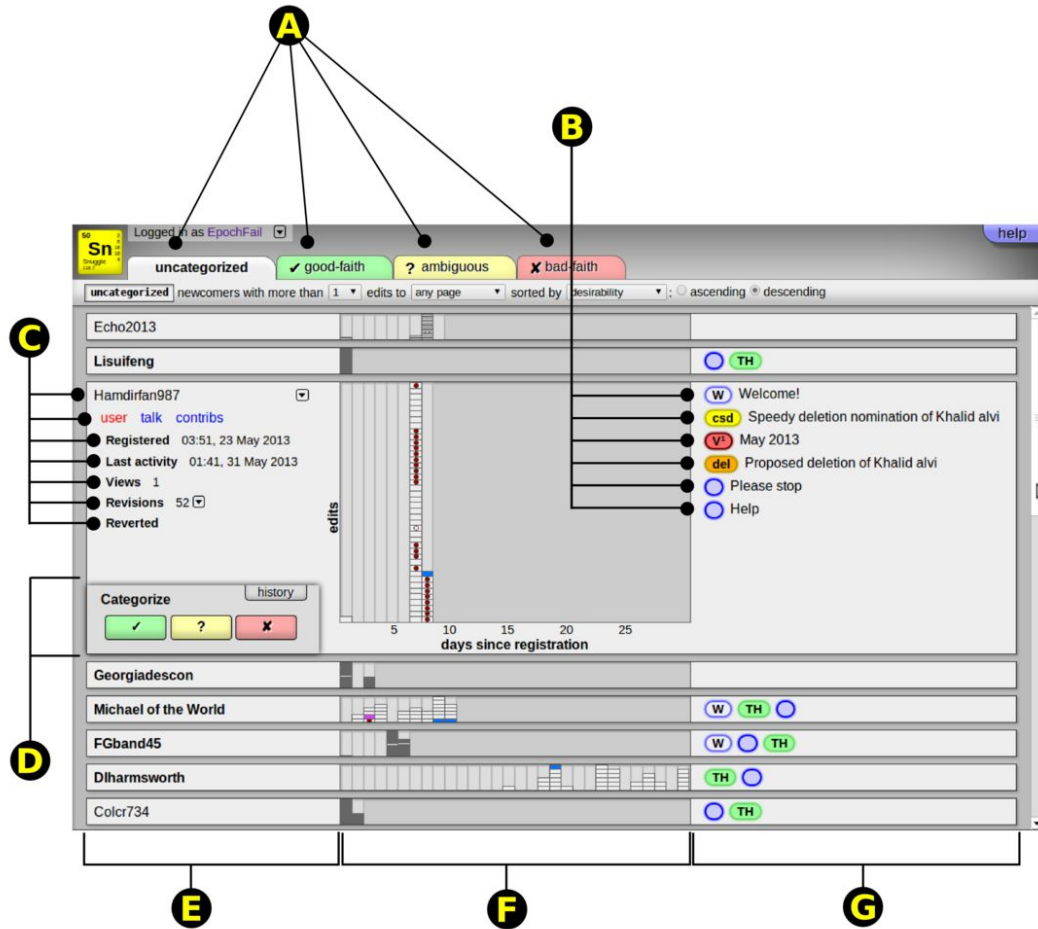 A
B
50
Sn
Snuggle
Logged in as EpochFail
help
uncategorized ✔ good-faith ? ambiguous ✘ bad-faith
uncategorized newcomers with more than 1 edits to any page sorted by desirability ; ascending descending
Echo2013
C
Lisuifeng TH
Hamdirfan987 W Welcome!
user talk contribs csd Speedy deletion nomination of Khalid alvi
Registered 03:51, 23 May 2013 V¹ May 2013
Last activity 01:41, 31 May 2013 del Proposed deletion of Khalid alvi
Views 1 Please stop
Revisions 52 Help
Reverted
edits
Categorize history
✔ ? ✘
5 10 15 20 25
days since registration
Georgiadescon
Michael of the World W TH
D
FGband45 W TH
Dlharmsworth TH
Colcr734 TH
E F G